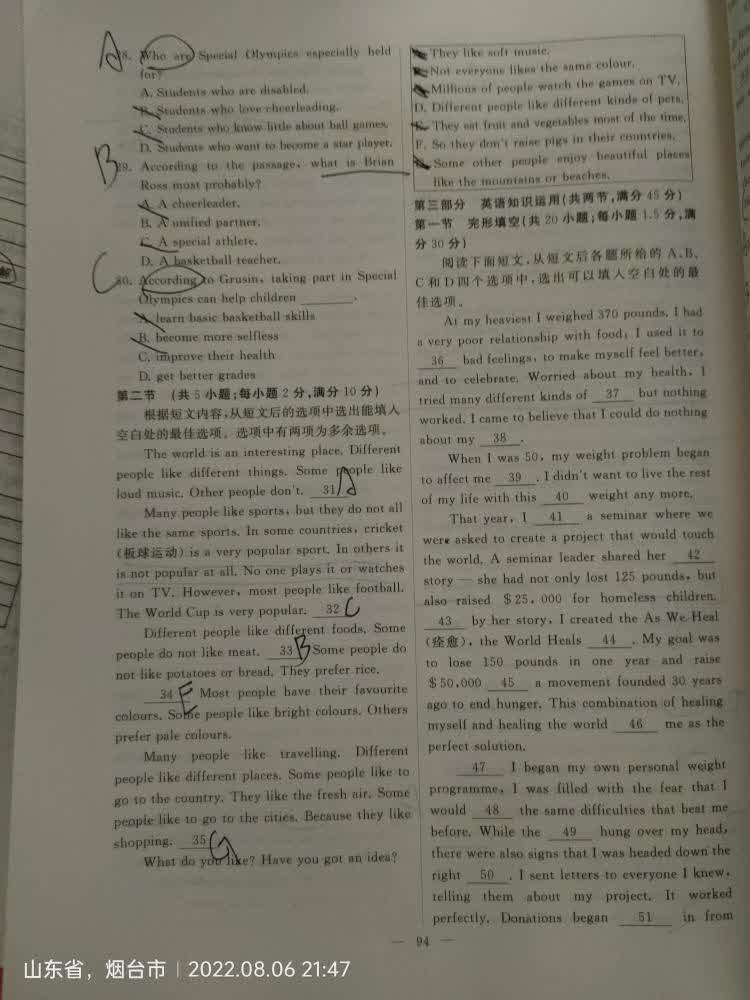 A
28. Who are Special Olympics especially held
for?
A. Students who are disabled.
B. Students who love cheerleading.
C. Students who know little about ball games.
D. Students who want to become a star player.
B
29. According to the passage, what is Brian
Ross most probably?
A. A cheerleader.
B. A unified partner.
C. A special athlete.
D. A basketball teacher.
C
30. According to Grusin, taking part in Special
Olympics can help children ________.
A. learn basic basketball skills
B. become more selfless
C. improve their health
D. get better grades
第二节 (共5小题;每小题2分,满分10分)
根据短文内容,从短文后的选项中选出能填入
空白处的最佳选项。选项中有两项为多余选项。
The world is an interesting place. Different
people like different things. Some people like
loud music. Other people don't. 31 A
Many people like sports, but they do not all
like the same sports. In some countries, cricket
(板球运动) is a very popular sport. In others it
is not popular at all. No one plays it or watches
it on TV. However, most people like football.
The World Cup is very popular. 32 C
Different people like different foods. Some
people do not like meat. 33 B Some people do
not like potatoes or bread. They prefer rice.
34 E Most people have their favourite
colours. Some people like bright colours. Others
prefer pale colours.
Many people like travelling. Different
people like different places. Some people like to
go to the country. They like the fresh air. Some
people like to go to the cities. Because they like
shopping. 35 G
What do you like? Have you got an idea?
They like soft music.
Not everyone likes the same colour.
Millions of people watch the games on TV.
D. Different people like different kinds of pets.
E. They eat fruit and vegetables most of the time.
F. So they don't raise pigs in their countries.
Some other people enjoy beautiful places
like the mountains or beaches.
第三部分 英语知识运用(共两节,满分45分)
第一节 完形填空(共20小题;每小题1.5分,满
分30分)
阅读下面短文,从短文后各题所给的A、B、
C和D四个选项中,选出可以填入空白处的最
佳选项。
At my heaviest I weighed 370 pounds. I had
a very poor relationship with food; I used it to
36 bad feelings, to make myself feel better,
and to celebrate. Worried about my health, I
tried many different kinds of 37 but nothing
worked. I came to believe that I could do nothing
about my 38 .
When I was 50, my weight problem began
to affect me 39 . I didn't want to live the rest
of my life with this 40 weight any more.
That year, I 41 a seminar where we
were asked to create a project that would touch
the world. A seminar leader shared her 42
story — she had not only lost 125 pounds, but
also raised $25,000 for homeless children.
43 by her story, I created the As We Heal
(痊愈), the World Heals 44 . My goal was
to lose 150 pounds in one year and raise
$50,000 45 a movement founded 30 years
ago to end hunger. This combination of healing
myself and healing the world 46 me as the
perfect solution.
47 I began my own personal weight
programme, I was filled with the fear that I
would 48 the same difficulties that beat me
before. While the 49 hung over my head,
there were also signs that I was headed down the
right 50 . I sent letters to everyone I knew,
telling them about my project. It worked
perfectly. Donations began 51 in from
— 94 —
山东省，烟台市 | 2022.08.06 21:47